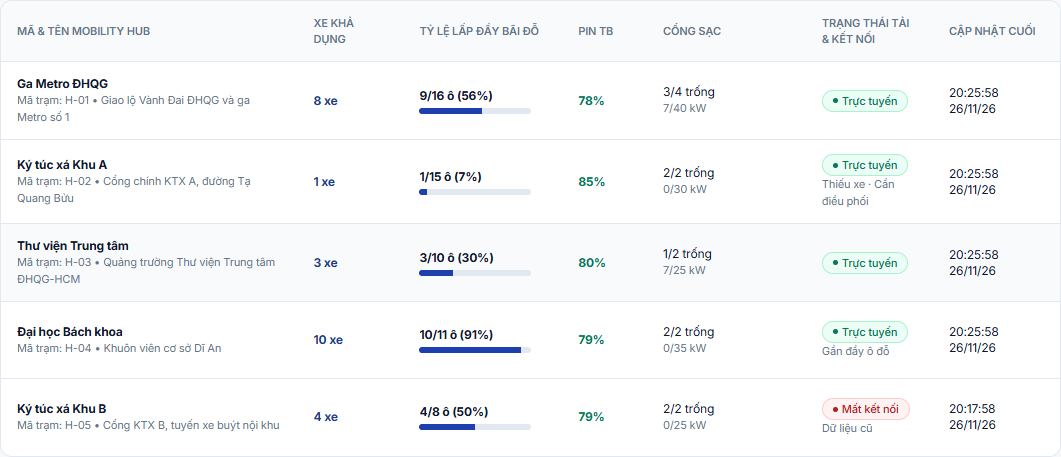 MÃ & TÊN MOBILITY HUB
XE KHẢ
DỤNG
TỶ LỆ LẤP ĐẦY BÃI ĐỖ
PIN TB
CỔNG SẠC
TRẠNG THÁI TẢI
& KẾT NỐI
CẬP NHẬT CUỐI
Ga Metro ĐHQG
Mã trạm: H-01 • Giao lộ Vành Đai ĐHQG và ga
Metro số 1
8 xe
9/16 ô (56%)
78%
3/4 trống
7/40 kW
Trực tuyến
20:25:58
26/11/26
Ký túc xá Khu A
Mã trạm: H-02 • Cổng chính KTX A, đường Tạ
Quang Bửu
1 xe
1/15 ô (7%)
85%
2/2 trống
0/30 kW
Trực tuyến
Thiếu xe · Cần
điều phối
20:25:58
26/11/26
Thư viện Trung tâm
Mã trạm: H-03 • Quảng trường Thư viện Trung tâm
ĐHQG-HCM
3 xe
3/10 ô (30%)
80%
1/2 trống
7/25 kW
Trực tuyến
20:25:58
26/11/26
Đại học Bách khoa
Mã trạm: H-04 • Khuôn viên cơ sở Dĩ An
10 xe
10/11 ô (91%)
79%
2/2 trống
0/35 kW
Trực tuyến
Gần đầy ô đỗ
20:25:58
26/11/26
Ký túc xá Khu B
Mã trạm: H-05 • Cổng KTX B, tuyến xe buýt nội khu
4 xe
4/8 ô (50%)
79%
2/2 trống
0/25 kW
Mất kết nối
Dữ liệu cũ
20:17:58
26/11/26